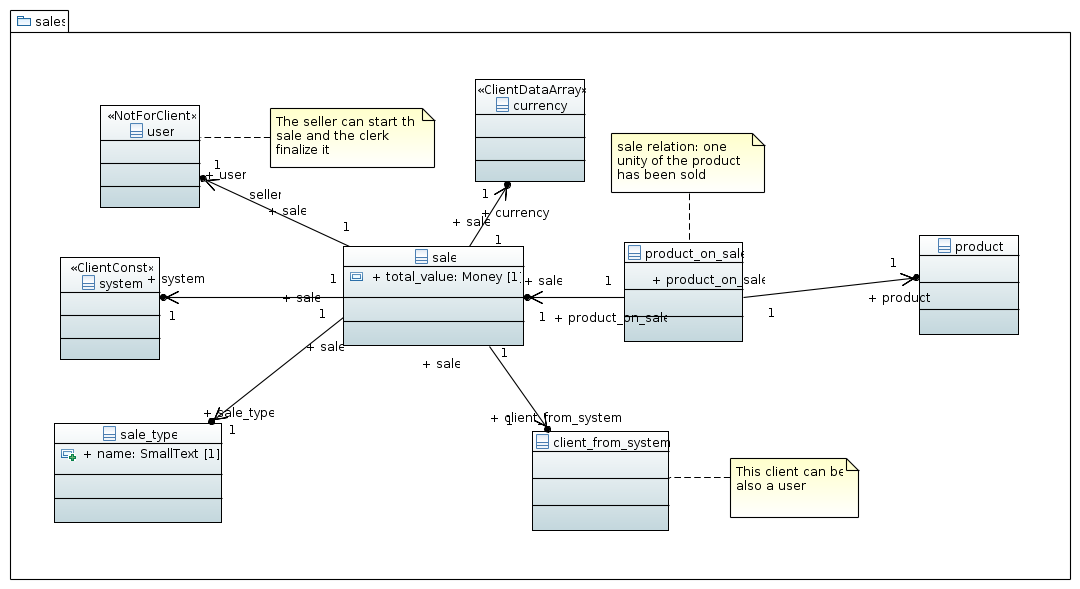 sales
«NotForClient»
user
The seller can start th
sale and the clerk
finalize it
«ClientDataArray»
currency
sale relation: one
unity of the product
has been sold
1
+ user
seller
+ sale
1
1
+ currency
+ sale
1
«ClientConst»
system
+ system
1
+ sale
1
sale
+ total_value: Money [1]
+ sale
1
1
+ product_on_sale
product_on_sale
+ product_on_sale
1
1
+ product
product
1
+ sale
+ sale_type
1
sale_type
+ name: SmallText [1]
1
+ sale
+ client_from_system
1
client_from_system
This client can be
also a user